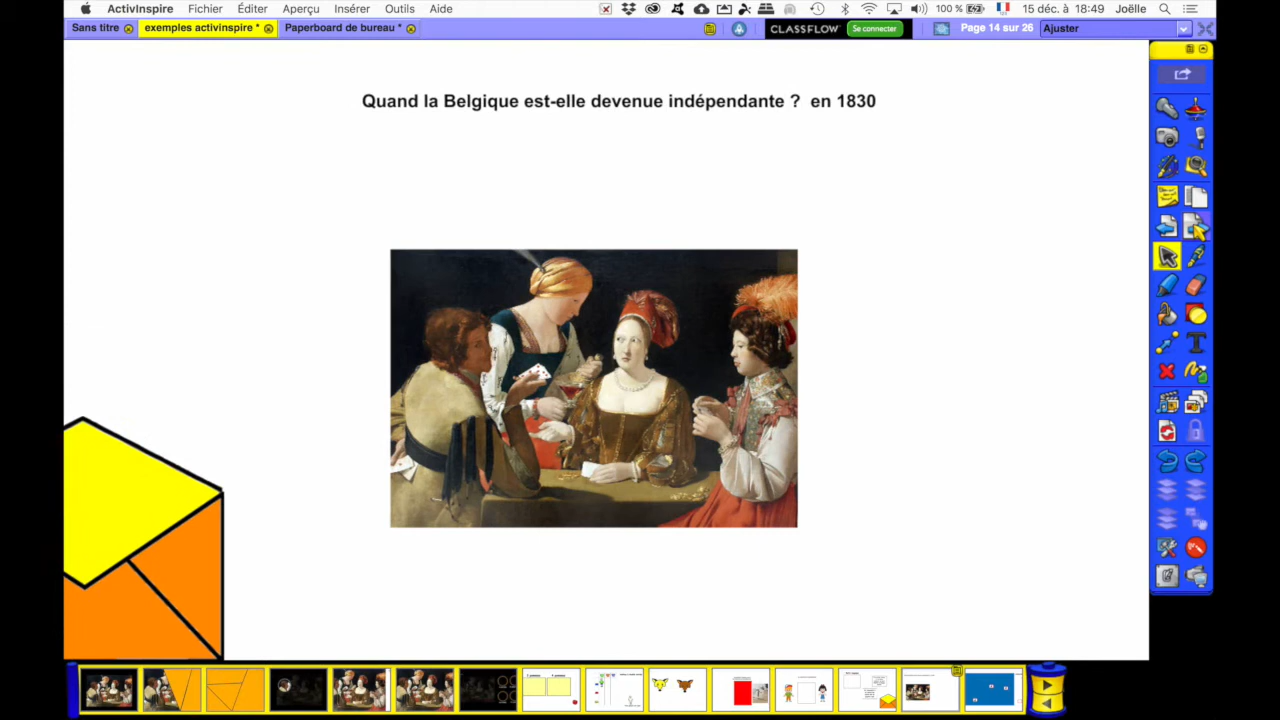 ActivInspire Fichier Éditer Aperçu Insérer Outils Aide 100 % 15 déc. à 18:49 Joëlle
Sans titre exemples activinspire * Paperboard de bureau * CLASSFLOW Se connecter Page 14 sur 26 Ajuster
Quand la Belgique est-elle devenue indépendante ? en 1830